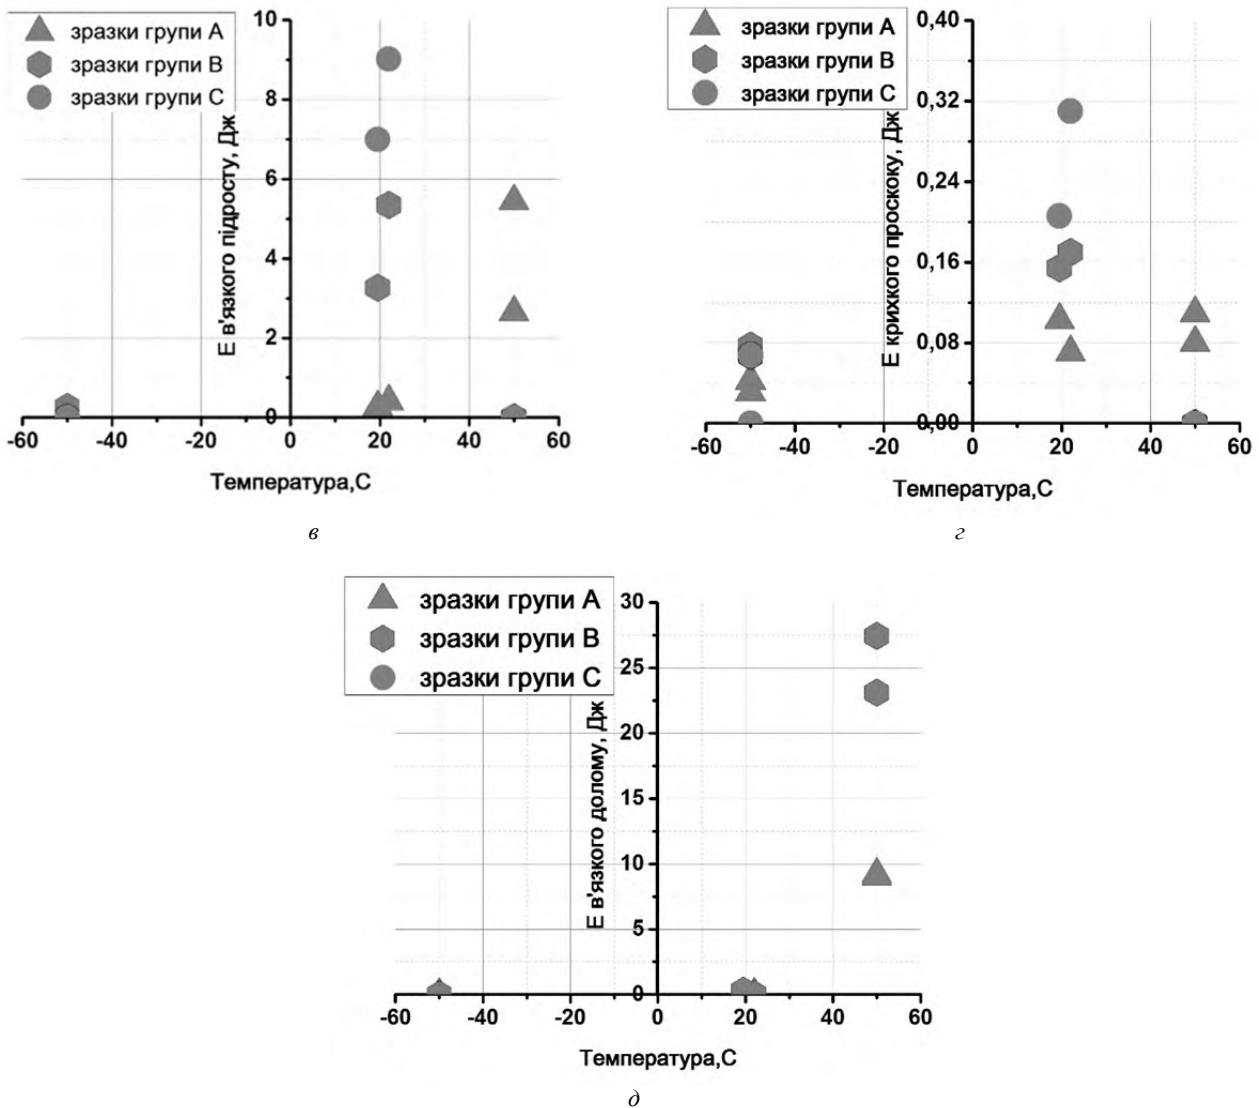 зразки групи А
зразки групи В
зразки групи С
Е в'язкого підросту, Дж
10
8
6
4
2
0
-60
-40
-20
0
20
40
60
Температура,С
в
зразки групи А
зразки групи В
зразки групи С
Е крихкого проскоку, Дж
0,40
0,32
0,24
0,16
0,08
0,00
-60
-40
-20
0
20
40
60
Температура,С
г
зразки групи А
зразки групи В
зразки групи С
Е в'язкого долому, Дж
30
25
20
15
10
5
0
-60
-40
-20
0
20
40
60
Температура,С
д